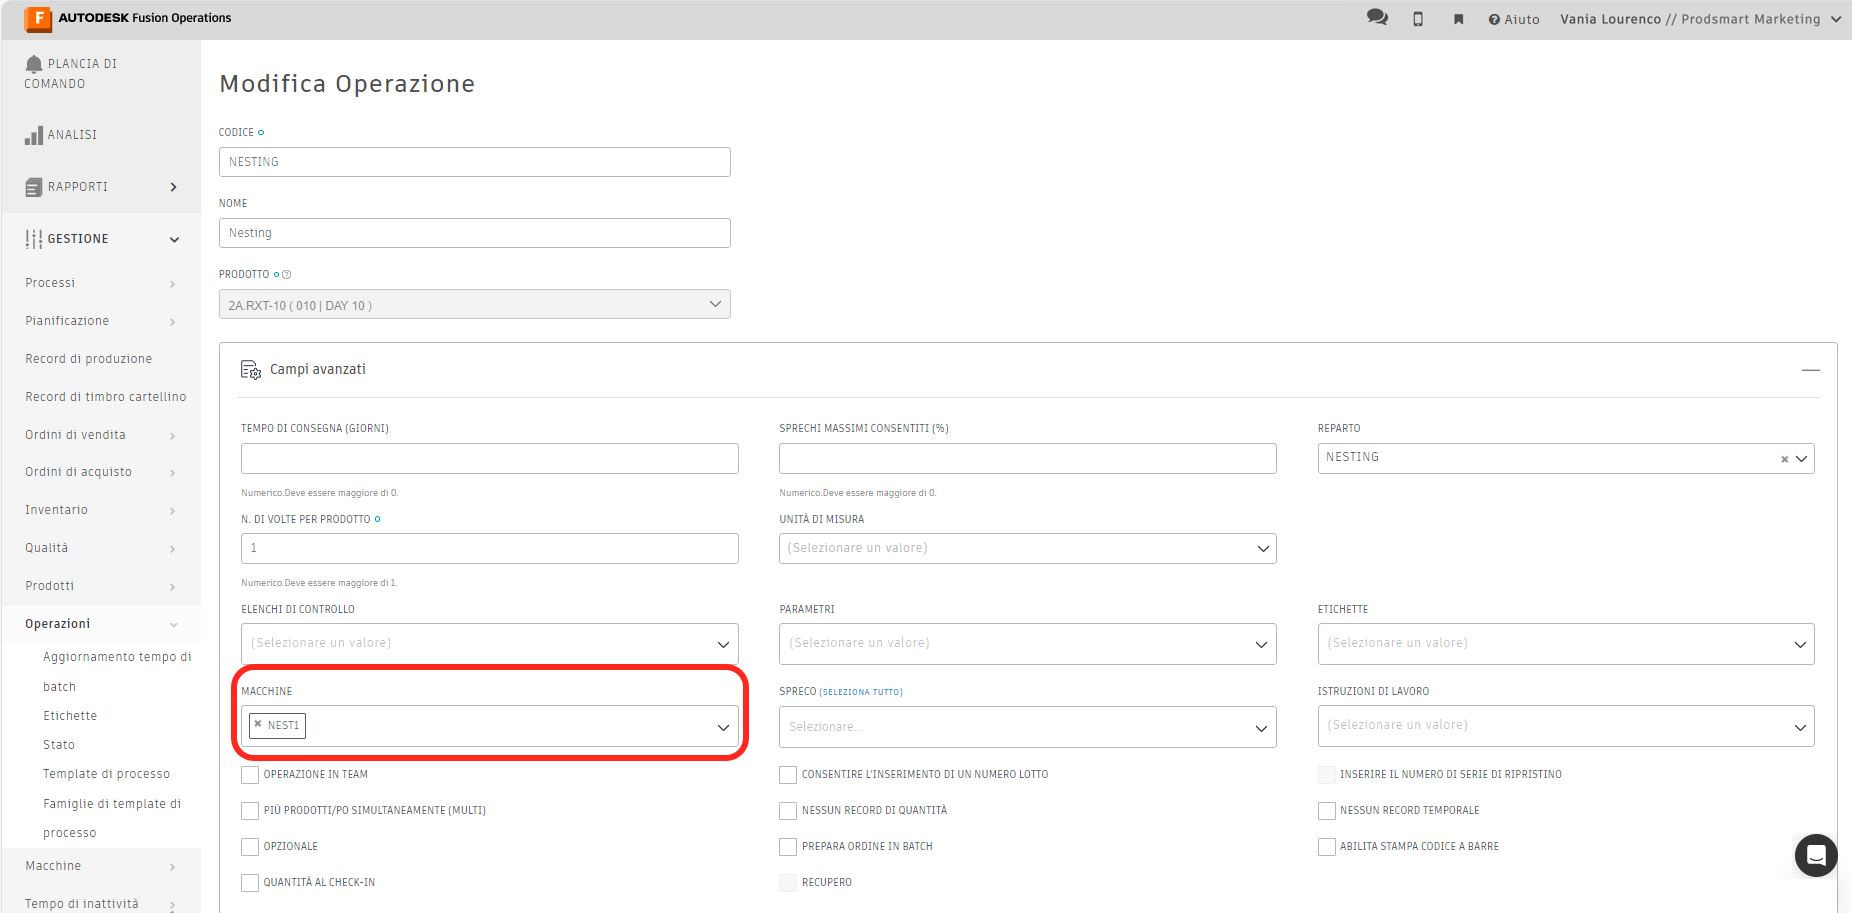 F AUTODESK Fusion Operations
Aiuto
Vania Lourenco // Prodsmart Marketing
PLANCIA DI
COMANDO
ANALISI
RAPPORTI
GESTIONE
Processi
Pianificazione
Record di produzione
Record di timbro cartellino
Ordini di vendita
Ordini di acquisto
Inventario
Qualità
Prodotti
Operazioni
Aggiornamento tempo di
batch
Etichette
Stato
Template di processo
Famiglie di template di
processo
Macchine
Tempo di inattività
Modifica Operazione
CODICE
NESTING
NOME
Nesting
PRODOTTO
2A.RXT-10 ( 010 | DAY 10 )
Campi avanzati
TEMPO DI CONSEGNA (GIORNI)
Numerico.Deve essere maggiore di 0.
SPRECHI MASSIMI CONSENTITI (%)
Numerico.Deve essere maggiore di 0.
REPARTO
NESTING
N. DI VOLTE PER PRODOTTO
1
Numerico.Deve essere maggiore di 1.
UNITÀ DI MISURA
(Selezionare un valore)
ELENCHI DI CONTROLLO
(Selezionare un valore)
PARAMETRI
(Selezionare un valore)
ETICHETTE
(Selezionare un valore)
MACCHINE
NEST1
SPRECO (SELEZIONA TUTTO)
Selezionare...
ISTRUZIONI DI LAVORO
(Selezionare un valore)
OPERAZIONE IN TEAM
CONSENTIRE L'INSERIMENTO DI UN NUMERO LOTTO
INSERIRE IL NUMERO DI SERIE DI RIPRISTINO
PIÙ PRODOTTI/PO SIMULTANEAMENTE (MULTI)
NESSUN RECORD DI QUANTITÀ
NESSUN RECORD TEMPORALE
OPZIONALE
PREPARA ORDINE IN BATCH
ABILITA STAMPA CODICE A BARRE
QUANTITÀ AL CHECK-IN
RECUPERO